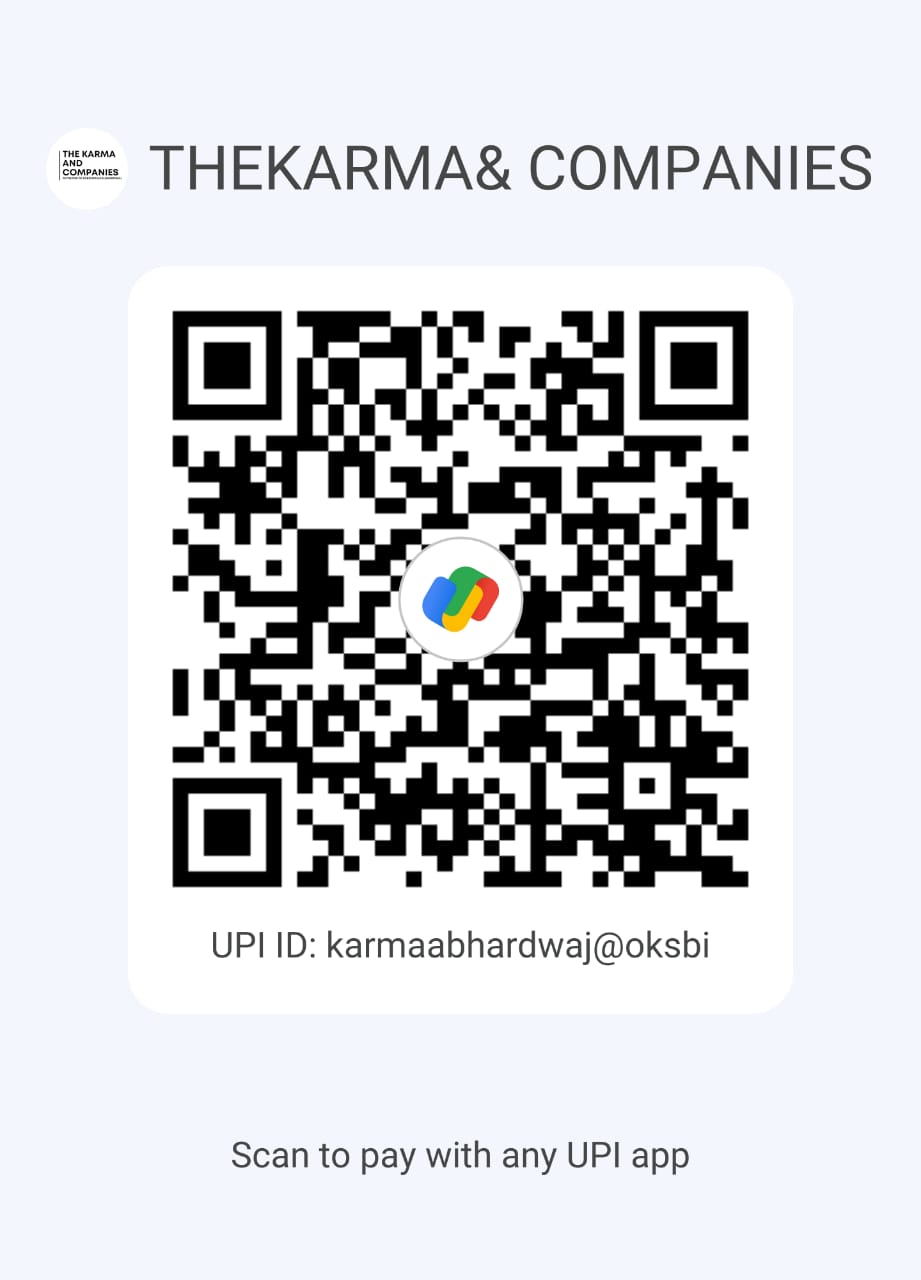 THE KARMA
AND
COMPANIES
THEKARMA& COMPANIES
UPI ID: karmaabhardwaj@oksbi
Scan to pay with any UPI app